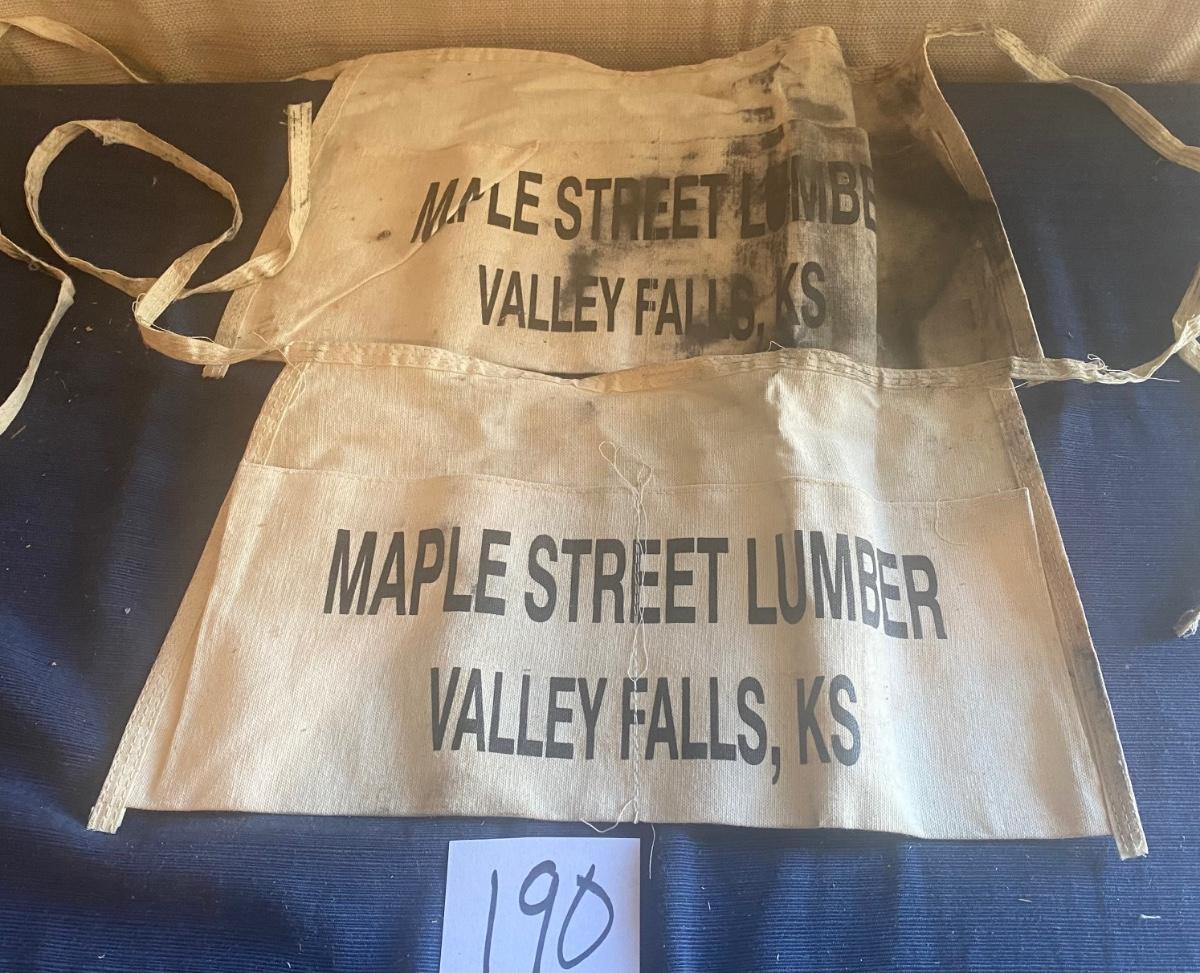 MAPLE STREET LUMBE
VALLEY FALLS, KS
MAPLE STREET LUMBER
VALLEY FALLS, KS
190